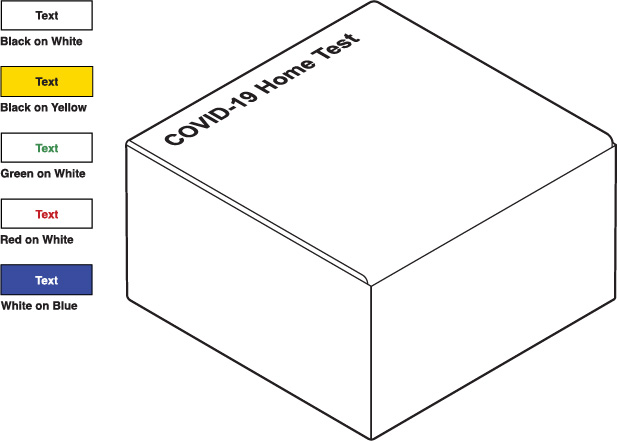 Text
Black on White
Text
Black on Yellow
Text
Green on White
Text
Red on White
Text
White on Blue
COVID-19 Home Test